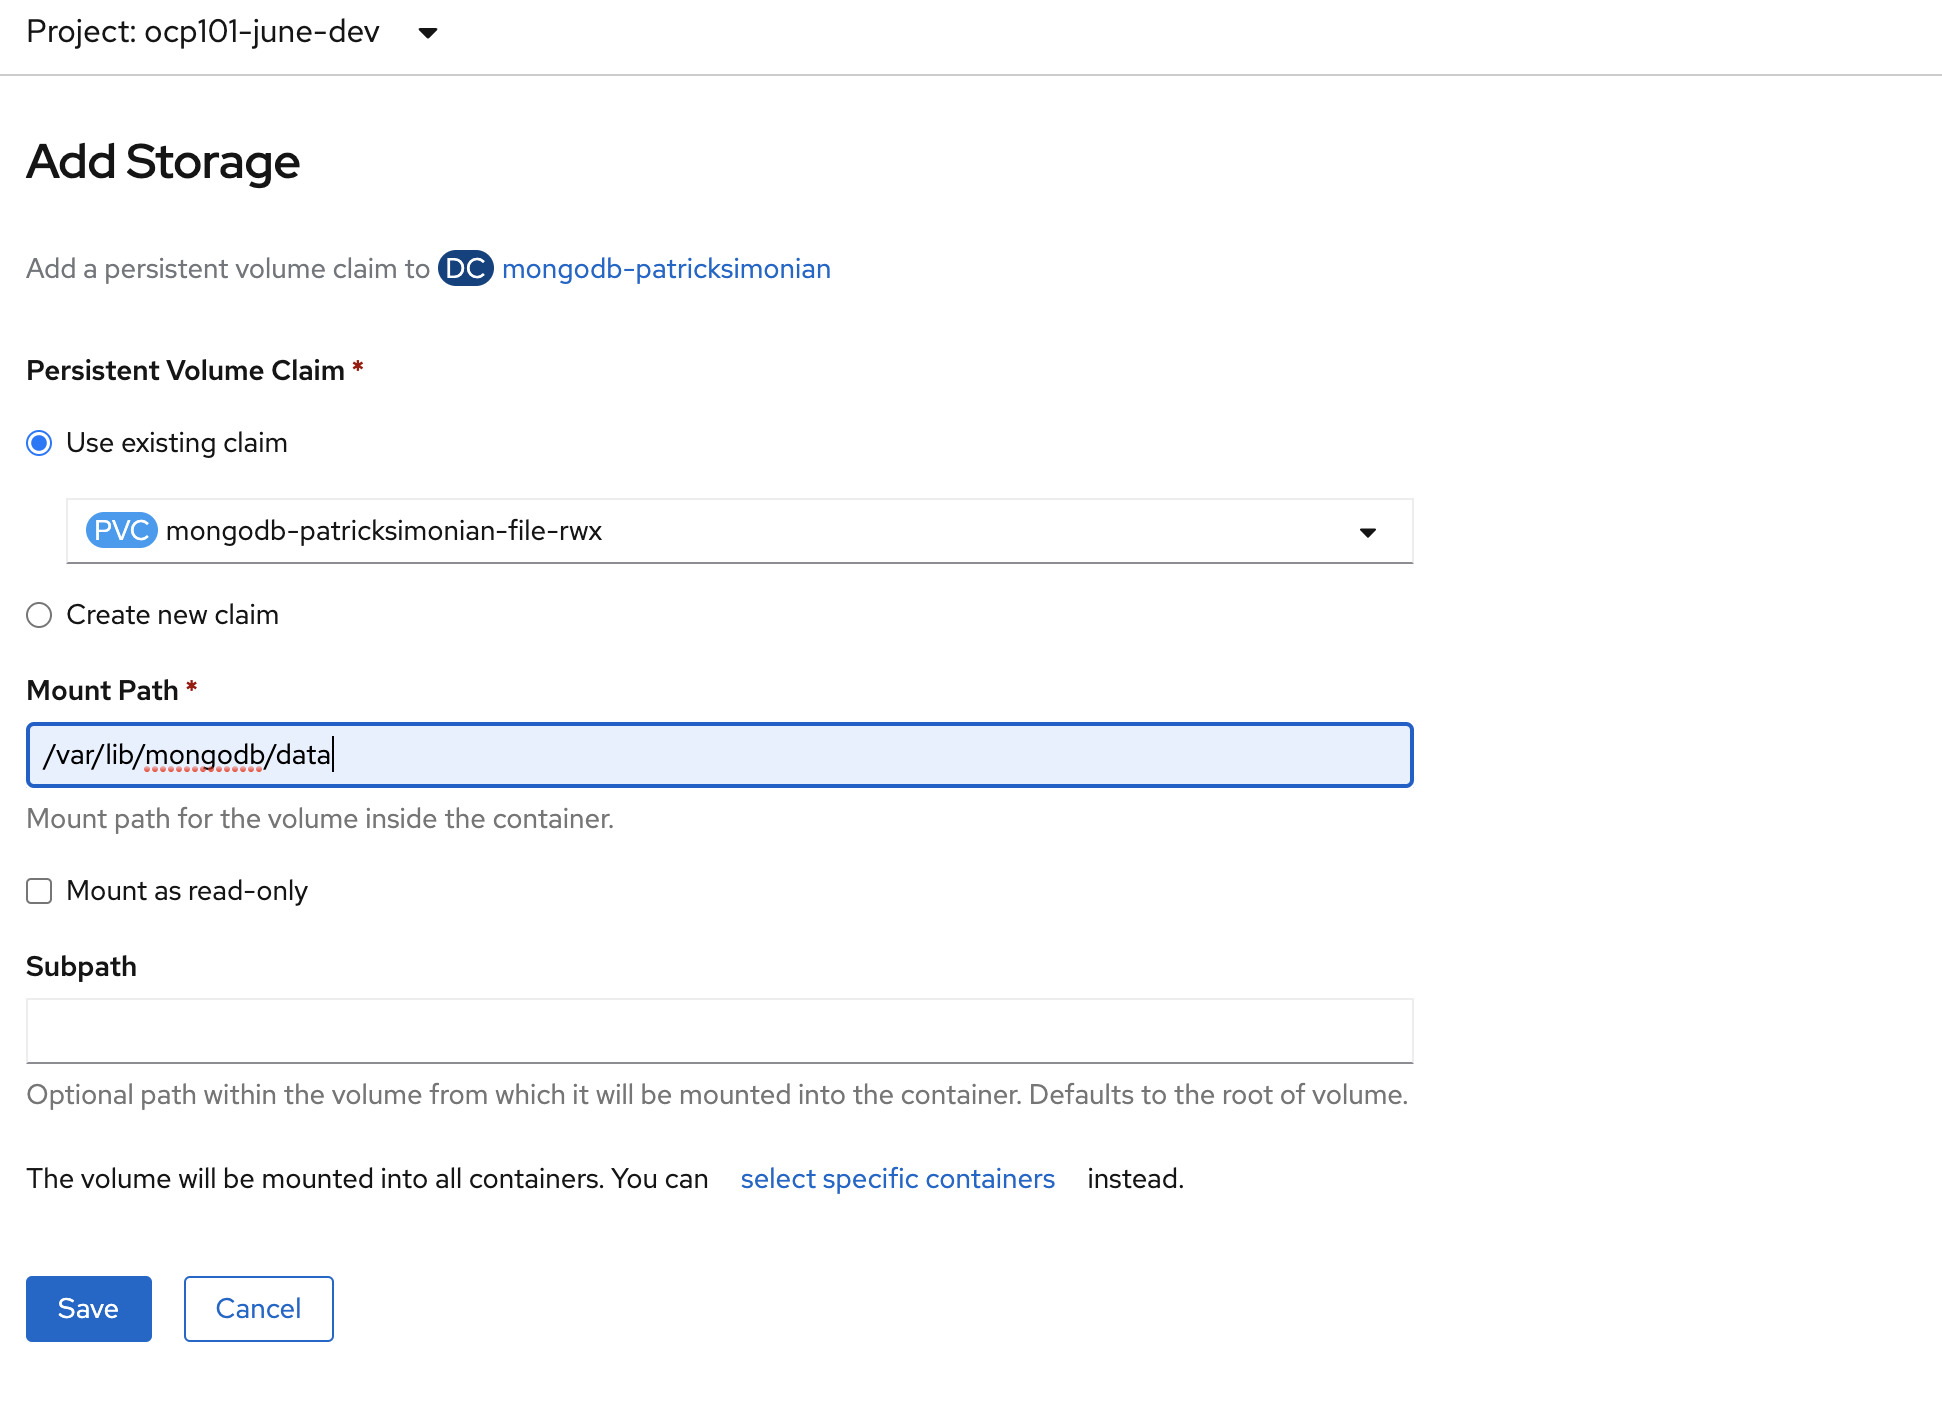 Project: ocp101-june-dev
Add Storage
Add a persistent volume claim to DC mongodb-patricksimonian
Persistent Volume Claim *
Use existing claim
PVC mongodb-patricksimonian-file-rwx
Create new claim
Mount Path *
/var/lib/mongodb/data
Mount path for the volume inside the container.
Mount as read-only
Subpath
Optional path within the volume from which it will be mounted into the container. Defaults to the root of volume.
The volume will be mounted into all containers. You can select specific containers instead.
Save Cancel